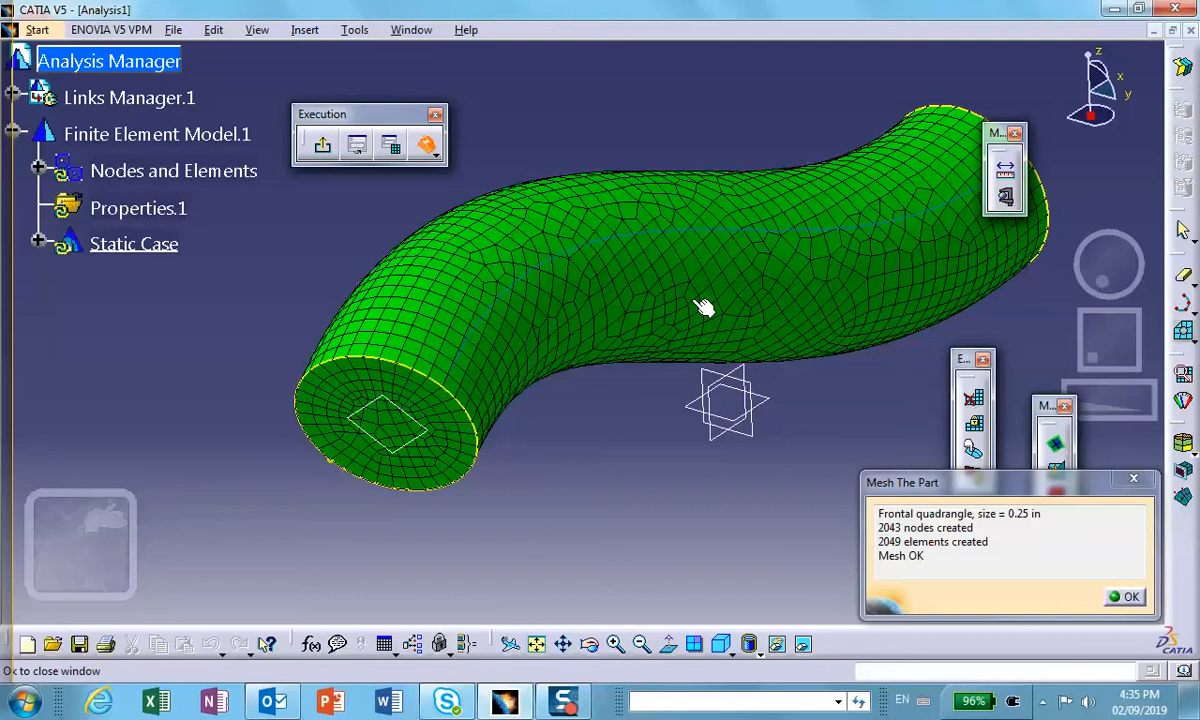 CATIA V5 - [Analysis1]
Start ENOVIA V5 VPM File Edit View Insert Tools Window Help
Analysis Manager
Links Manager.1
Finite Element Model.1
Nodes and Elements
Properties.1
Static Case
Execution
M...
z
x
y
E...
M...
Mesh The Part
Frontal quadrangle, size = 0.25 in
2043 nodes created
2049 elements created
Mesh OK
OK
f(x)
CATIA
Ok to close window
EN
96%
4:35 PM
02/09/2019